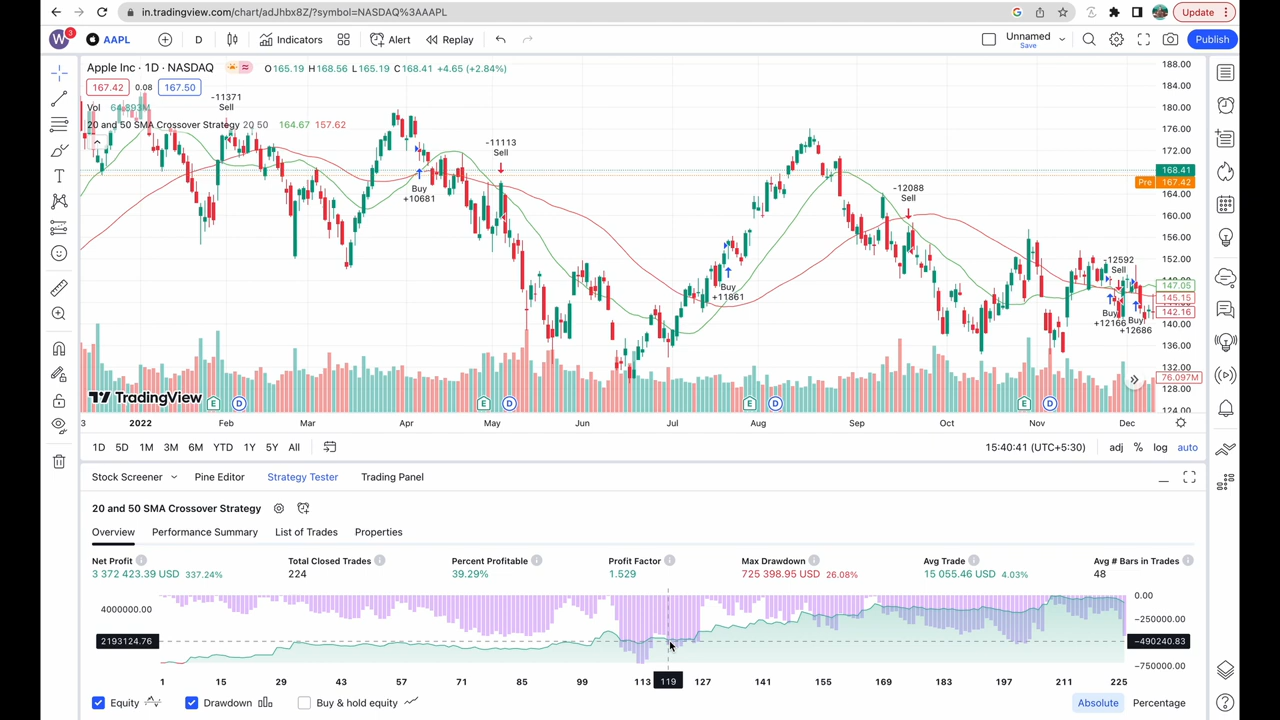 in.tradingview.com/chart/adJhbx8Z/?symbol=NASDAQ%3AAAPL
Update
W 3 AAPL D Indicators Alert Replay Unnamed Save Publish
Apple Inc · 1D · NASDAQ O165.19 H168.56 L165.19 C168.41 +4.65 (+2.84%)
167.42 0.08 167.50
Vol
20 and 50 SMA Crossover Strategy 20 50 164.67 157.62
-11371
Sell
Buy
+10681
-11113
Sell
Buy
+11861
-12088
Sell
-12592
Sell
Buy
+12166
Buy
+12686
188.00
184.00
180.00
176.00
172.00
168.41
Pre 167.42
164.00
160.00
156.00
152.00
147.05
145.15
142.16
140.00
136.00
132.00
76.097M
128.00
124.00
TradingView
E D E D E D E D
3 2022 Feb Mar Apr May Jun Jul Aug Sep Oct Nov Dec
1D 5D 1M 3M 6M YTD 1Y 5Y All 15:40:41 (UTC+5:30) adj % log auto
Stock Screener Pine Editor Strategy Tester Trading Panel
20 and 50 SMA Crossover Strategy
Overview Performance Summary List of Trades Properties
Net Profit Total Closed Trades Percent Profitable Profit Factor Max Drawdown Avg Trade Avg # Bars in Trades
3 372 423.39 USD 337.24% 224 39.29% 1.529 725 398.95 USD 26.08% 15 055.46 USD 4.03% 48
4000000.00
2193124.76
0.00
-250000.00
-490240.83
-750000.00
1 15 29 43 57 71 85 99 113 119 127 141 155 169 183 197 211 225
Equity Drawdown Buy & hold equity Absolute Percentage